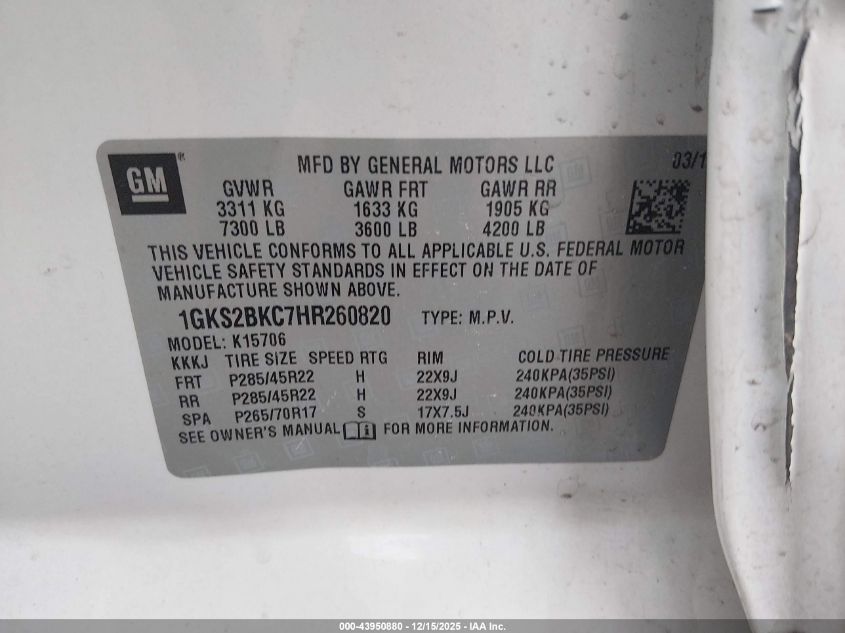 GM ®
MFD BY GENERAL MOTORS LLC 03/1
GVWR GAWR FRT GAWR RR
3311 KG 1633 KG 1905 KG
7300 LB 3600 LB 4200 LB
THIS VEHICLE CONFORMS TO ALL APPLICABLE U.S. FEDERAL MOTOR
VEHICLE SAFETY STANDARDS IN EFFECT ON THE DATE OF
MANUFACTURE SHOWN ABOVE.
1GKS2BKC7HR260820 TYPE: M.P.V.
MODEL: K15706
KKKJ TIRE SIZE SPEED RTG RIM COLD TIRE PRESSURE
FRT P285/45R22 H 22X9J 240KPA(35PSI)
RR P285/45R22 H 22X9J 240KPA(35PSI)
SPA P265/70R17 S 17X7.5J 240KPA(35PSI)
SEE OWNER'S MANUAL FOR MORE INFORMATION.
000-43950880 - 12/15/2025 - IAA Inc.